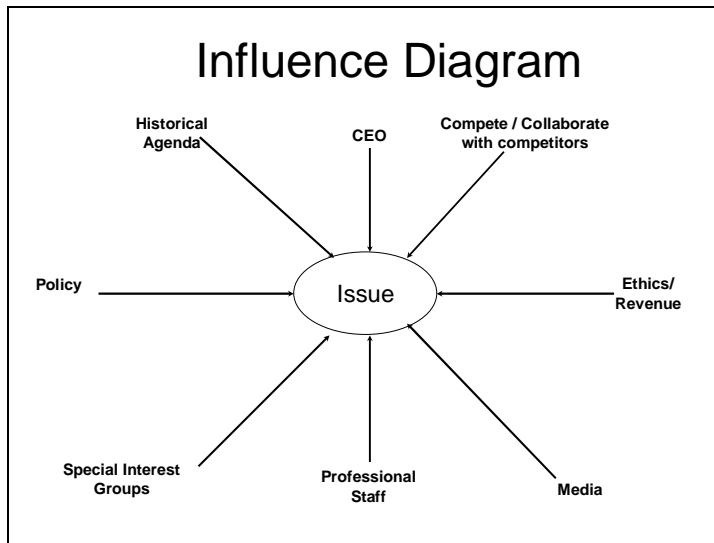 Influence Diagram
Historical
Agenda
CEO
Compete / Collaborate
with competitors
Policy
Issue
Ethics/
Revenue
Special Interest
Groups
Professional
Staff
Media